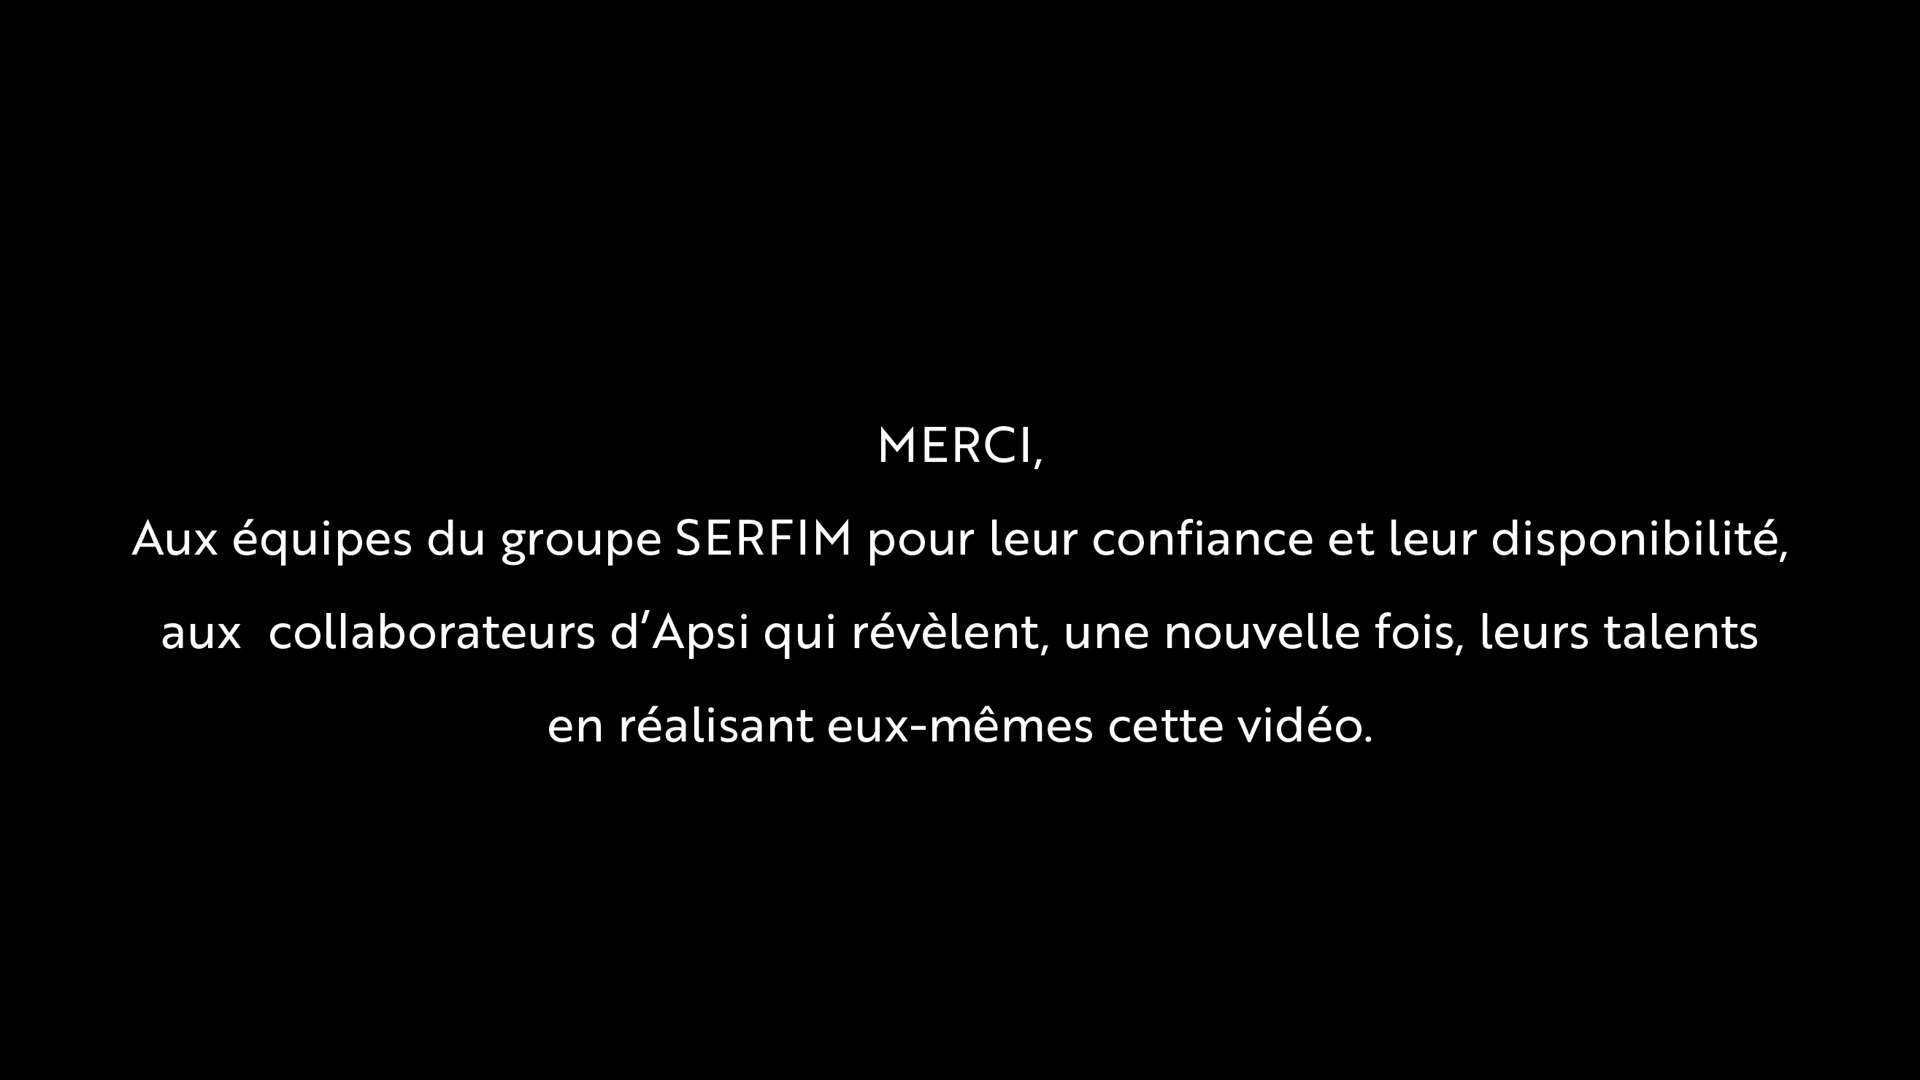 MERCI,
Aux équipes du groupe SERFIM pour leur confiance et leur disponibilité,
aux  collaborateurs d’Apsi qui révèlent, une nouvelle fois, leurs talents
en réalisant eux-mêmes cette vidéo.